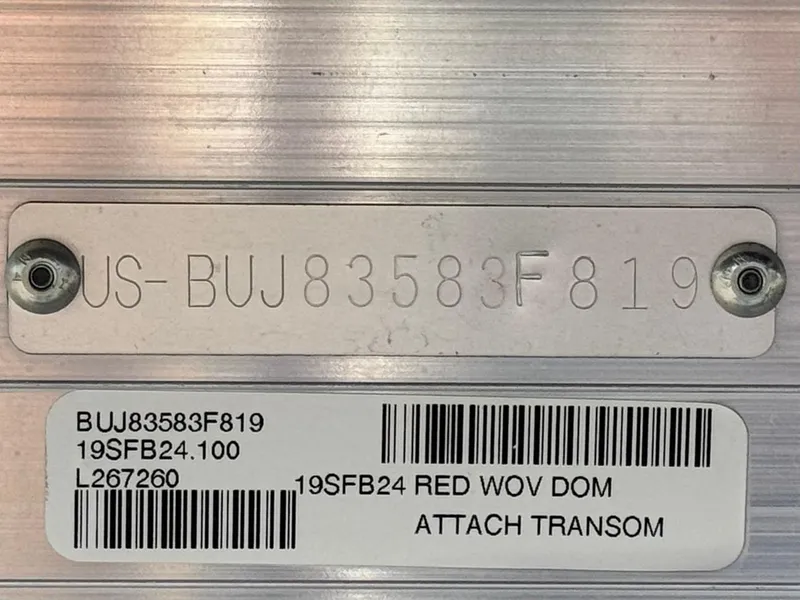 US-BUJ83583F819
BUJ83583F819
19SFB24.100
L267260
19SFB24 RED WOV DOM
ATTACH TRANSOM